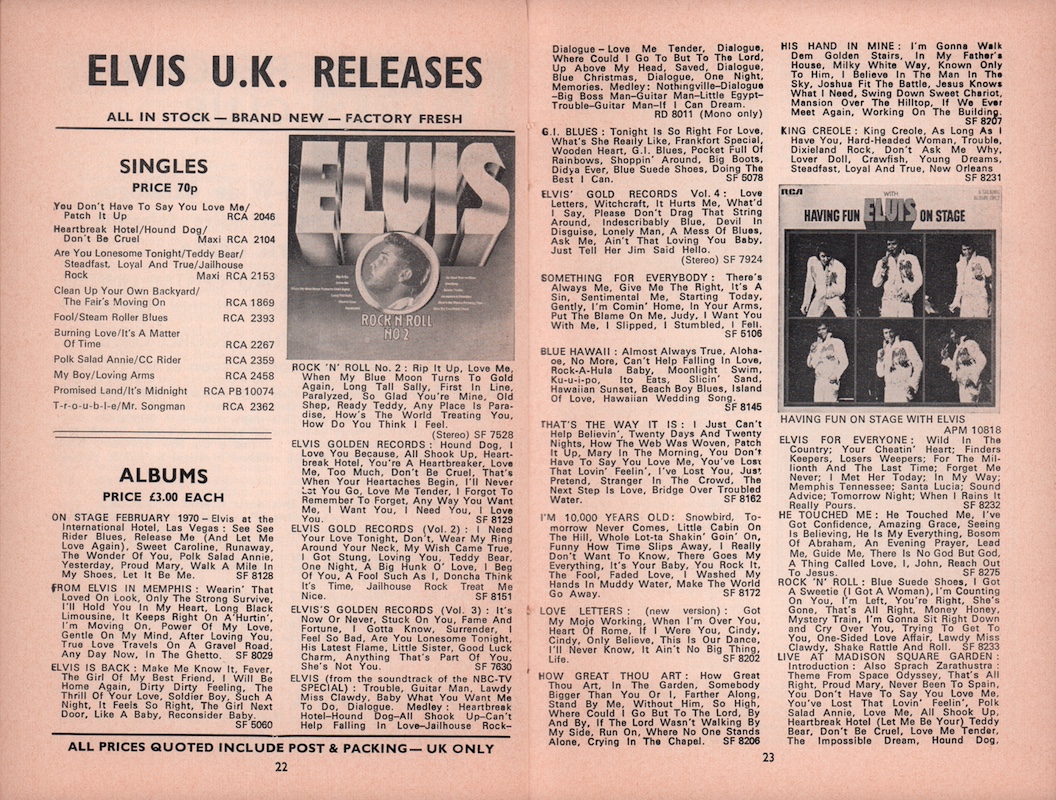 ELVIS U.K. RELEASES
ALL IN STOCK — BRAND NEW — FACTORY FRESH
SINGLES
PRICE 70p
You Don't Have To Say You Love Me/
Patch It Up RCA 2046
Heartbreak Hotel/Hound Dog/
Don't Be Cruel Maxi RCA 2104
Are You Lonesome Tonight/Teddy Bear/
Steadfast, Loyal And True/Jailhouse
Rock Maxi RCA 2153
Clean Up Your Own Backyard/
The Fair's Moving On RCA 1869
Fool/Steam Roller Blues RCA 2393
Burning Love/It's A Matter
Of Time RCA 2267
Polk Salad Annie/CC Rider RCA 2359
My Boy/Loving Arms RCA 2458
Promised Land/It's Midnight RCA PB 10074
T-r-o-u-b-l-e/Mr. Songman RCA 2362
ALBUMS
PRICE £3.00 EACH
ON STAGE FEBRUARY 1970 – Elvis at the
International Hotel, Las Vegas : See See
Rider Blues, Release Me (And Let Me
Love Again), Sweet Caroline, Runaway,
The Wonder Of You, Polk Salad Annie,
Yesterday, Proud Mary, Walk A Mile In
My Shoes, Let It Be Me. SF 8128
FROM ELVIS IN MEMPHIS : Wearin' That
Loved On Look, Only The Strong Survive,
I'll Hold You In My Heart, Long Black
Limousine, It Keeps Right On A'Hurtin',
I'm Moving On, Power Of My Love,
Gentle On My Mind, After Loving You,
True Love Travels On A Gravel Road,
Any Day Now, In The Ghetto. SF 8029
ELVIS IS BACK : Make Me Know It, Fever,
The Girl Of My Best Friend, I Will Be
Home Again, Dirty Dirty Feeling, The
Thrill Of Your Love, Soldier Boy, Such A
Night, It Feels So Right, The Girl Next
Door, Like A Baby, Reconsider Baby.
SF 5060
ELVIS
ROCK N ROLL
NO 2
ROCK 'N' ROLL No. 2 : Rip It Up, Love Me,
When My Blue Moon Turns To Gold
Again, Long Tall Sally, First In Line,
Paralyzed, So Glad You're Mine, Old
Shep, Ready Teddy, Any Place Is Para-
dise, How's The World Treating You,
How Do You Think I Feel.
(Stereo) SF 7528
ELVIS GOLDEN RECORDS : Hound Dog, I
Love You Because, All Shook Up, Heart-
break Hotel, You're A Heartbreaker, Love
Me, Too Much, Don't Be Cruel, That's
When Your Heartaches Begin, I'll Never
Let You Go, Love Me Tender, I Forgot To
Remember To Forget, Any Way You Want
Me, I Want You, I Need You, I Love
You. SF 8129
ELVIS GOLD RECORDS (Vol. 2) : I Need
Your Love Tonight, Don't, Wear My Ring
Around Your Neck, My Wish Came True,
I Got Stung, Loving You, Teddy Bear,
One Night, A Big Hunk O' Love, I Beg
Of You, A Fool Such As I, Doncha Think
It's Time, Jailhouse Rock Treat Me
Nice. SF 8151
ELVIS'S GOLDEN RECORDS (Vol. 3) : It's
Now Or Never, Stuck On You, Fame And
Fortune, I Gotta Know, Surrender, I
Feel So Bad, Are You Lonesome Tonight,
His Latest Flame, Little Sister, Good Luck
Charm, Anything That's Part Of You,
She's Not You. SF 7630
ELVIS (from the soundtrack of the NBC-TV
SPECIAL) : Trouble, Guitar Man, Lawdy
Miss Clawdy, Baby What You Want Me
To Do, Dialogue. Medley : Heartbreak
Hotel–Hound Dog–All Shook Up–Can't
Help Falling In Love–Jailhouse Rock–
ALL PRICES QUOTED INCLUDE POST & PACKING— UK ONLY
22
Dialogue – Love Me Tender, Dialogue,
Where Could I Go To But To The Lord,
Up Above My Head, Saved, Dialogue,
Blue Christmas, Dialogue, One Night,
Memories. Medley: Nothingville–Dialogue
–Big Boss Man–Guitar Man–Little Egypt–
Trouble–Guitar Man–If I Can Dream.
RD 8011 (Mono only)
G.I. BLUES : Tonight Is So Right For Love,
What's She Really Like, Frankfort Special,
Wooden Heart, G.I. Blues, Pocket Full Of
Rainbows, Shoppin' Around, Big Boots,
Didya Ever, Blue Suede Shoes, Doing The
Best I Can. SF 5078
ELVIS' GOLD RECORDS Vol. 4 : Love
Letters, Witchcraft, It Hurts Me, What'd
I Say, Please Don't Drag That String
Around, Indescribably Blue, Devil In
Disguise, Lonely Man, A Mess Of Blues,
Ask Me, Ain't That Loving You Baby,
Just Tell Her Jim Said Hello.
(Stereo) SF 7924
SOMETHING FOR EVERYBODY : There's
Always Me, Give Me The Right, It's A
Sin, Sentimental Me, Starting Today,
Gently, I'm Comin' Home, In Your Arms,
Put The Blame On Me, Judy, I Want You
With Me, I Slipped, I Stumbled, I Fell.
SF 5106
BLUE HAWAII : Almost Always True, Aloha-
oe, No More, Can't Help Falling In Love,
Rock-A-Hula Baby, Moonlight Swim,
Ku-u-i-po, Ito Eats, Slicin' Sand,
Hawaiian Sunset, Beach Boy Blues, Island
Of Love, Hawaiian Wedding Song.
SF 8145
THAT'S THE WAY IT IS : I Just Can't
Help Believin', Twenty Days And Twenty
Nights, How The Web Was Woven, Patch
It Up, Mary In The Morning, You Don't
Have To Say You Love Me, You've Lost
That Lovin' Feelin', I've Lost You, Just
Pretend, Stranger In The Crowd, The
Next Step Is Love, Bridge Over Troubled
Water. SF 8162
I'M 10,000 YEARS OLD: Snowbird, To-
morrow Never Comes, Little Cabin On
The Hill, Whole Lot-ta Shakin' Goin' On,
Funny How Time Slips Away, I Really
Don't Want To Know, There Goes My
Everything, It's Your Baby, You Rock It,
The Fool, Faded Love, I Washed My
Hands In Muddy Water, Make The World
Go Away. SF 8172
LOVE LETTERS : (new version) : Got
My Mojo Working, When I'm Over You,
Heart Of Rome, If I Were You, Cindy,
Cindy, Only Believe, This Is Our Dance,
I'll Never Know, It Ain't No Big Thing,
Life. SF 8202
HOW GREAT THOU ART : How Great
Thou Art, In The Garden, Somebody
Bigger Than You Or I, Farther Along,
Stand By Me, Without Him, So High,
Where Could I Go But To The Lord, By
And By, If The Lord Wasn't Walking By
My Side, Run On, Where No One Stands
Alone, Crying In The Chapel. SF 8206
HIS HAND IN MINE : I'm Gonna Walk
Dem Golden Stairs, In My Father's
House, Milky White Way, Known Only
To Him, I Believe In The Man In The
Sky, Joshua Fit The Battle, Jesus Knows
What I Need, Swing Down Sweet Chariot,
Mansion Over The Hilltop, If We Ever
Meet Again, Working On The Building.
SF 8207
KING CREOLE : King Creole, As Long As I
Have You, Hard-Headed Woman, Trouble,
Dixieland Rock, Don't Ask Me Why,
Lover Doll, Crawfish, Young Dreams,
Steadfast, Loyal And True, New Orleans
SF 8231
RCA
WITH
HAVING FUN ELVIS ON STAGE
HAVING FUN ON STAGE WITH ELVIS
APM 10818
ELVIS FOR EVERYONE : Wild In The
Country; Your Cheatin' Heart; Finders
Keepers, Losers Weepers; For The Mil-
lionth And The Last Time; Forget Me
Never; I Met Her Today; In My Way;
Memphis Tennessee; Santa Lucia; Sound
Advice; Tomorrow Night; When I Rains It
Really Pours. SF 8232
HE TOUCHED ME : He Touched Me, I've
Got Confidence, Amazing Grace, Seeing
Is Believing, He Is My Everything, Bosom
Of Abraham, An Evening Prayer, Lead
Me, Guide Me, There Is No God But God,
A Thing Called Love, I, John, Reach Out
To Jesus. SF 8275
ROCK 'N' ROLL : Blue Suede Shoes, I Got
A Sweetie (I Got A Woman), I'm Counting
On You, I'm Left, You're Right, She's
Gone, That's All Right, Money Honey,
Mystery Train, I'm Gonna Sit Right Down
and Cry Over You, Trying To Get To
You, One-Sided Love Affair, Lawdy Miss
Clawdy, Shake Rattle And Roll. SF 8233
LIVE AT MADISON SQUARE GARDEN :
Introduction : Also Sprach Zarathustra :
Theme From Space Odyssey, That's All
Right, Proud Mary, Never Been To Spain,
You Don't Have To Say You Love Me,
You've Lost That Lovin' Feelin', Polk
Salad Annie, Love Me, All Shook Up,
Heartbreak Hotel (Let Me Be Your) Teddy
Bear, Don't Be Cruel, Love Me Tender,
The Impossible Dream, Hound Dog,
23